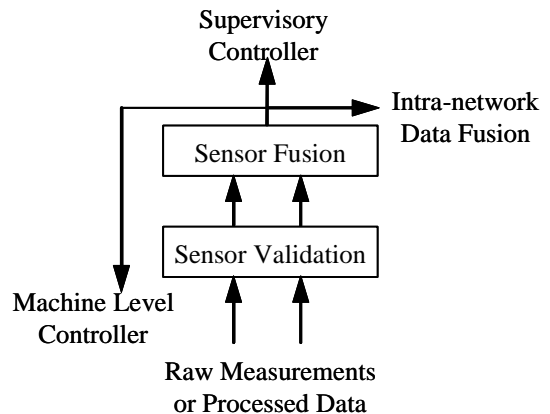 Supervisory
Controller
Intra-network
Data Fusion
Sensor Fusion
Sensor Validation
Machine Level
Controller
Raw Measurements
or Processed Data